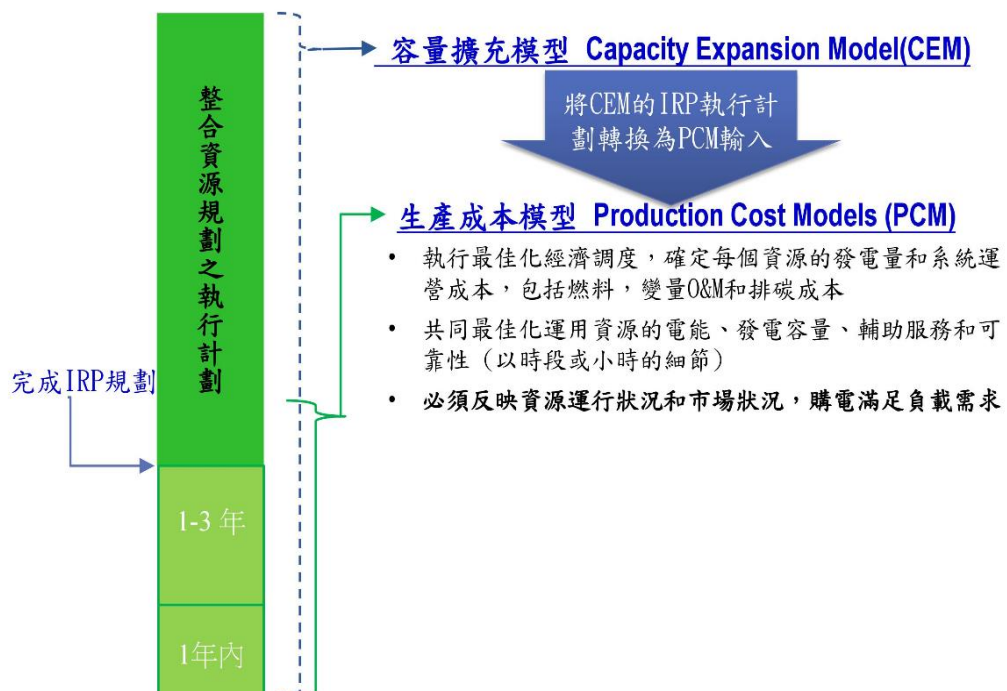 容量擴充模型 Capacity Expansion Model(CEM)
將CEM的IRP執行計
劃轉換為PCM輸入
整合資源規劃之執行計劃
生產成本模型 Production Cost Models (PCM)
• 執行最佳化經濟調度，確定每個資源的發電量和系統運
營成本，包括燃料，變量O&M和排碳成本
• 共同最佳化運用資源的電能、發電容量、輔助服務和可
靠性（以時段或小時的細節）
• 必須反映資源運行狀況和市場狀況，購電滿足負載需求
完成IRP規劃
1-3 年
1年內